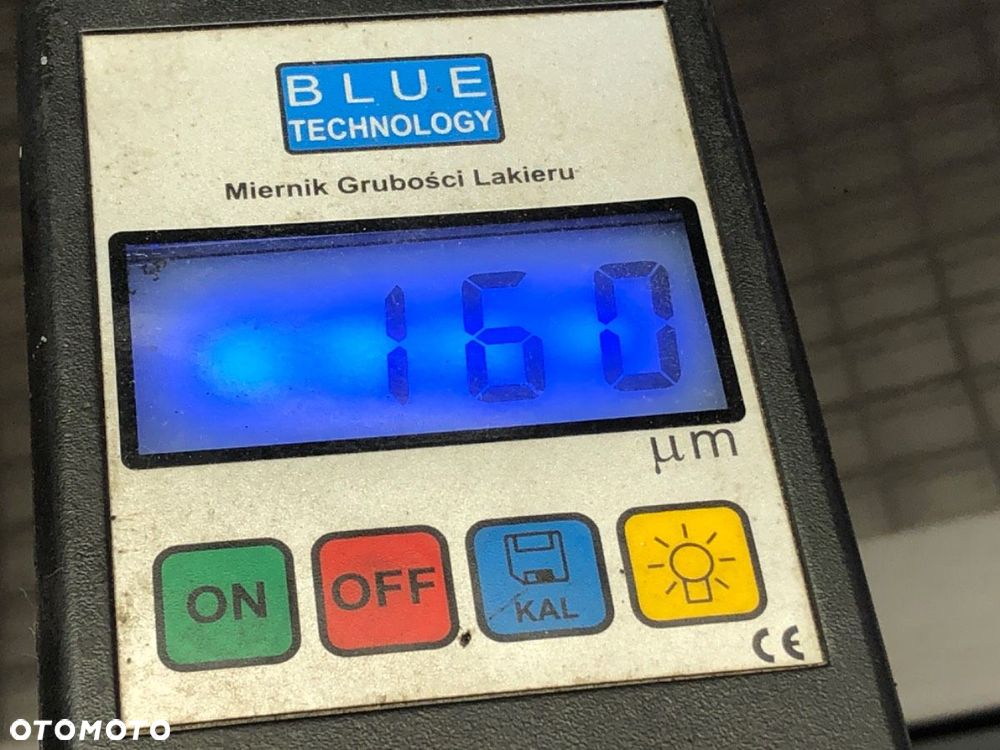 BLUE
TECHNOLOGY
Miernik Grubości Lakieru
160
µm
ON
OFF
KAL
CE
OTOMOTO